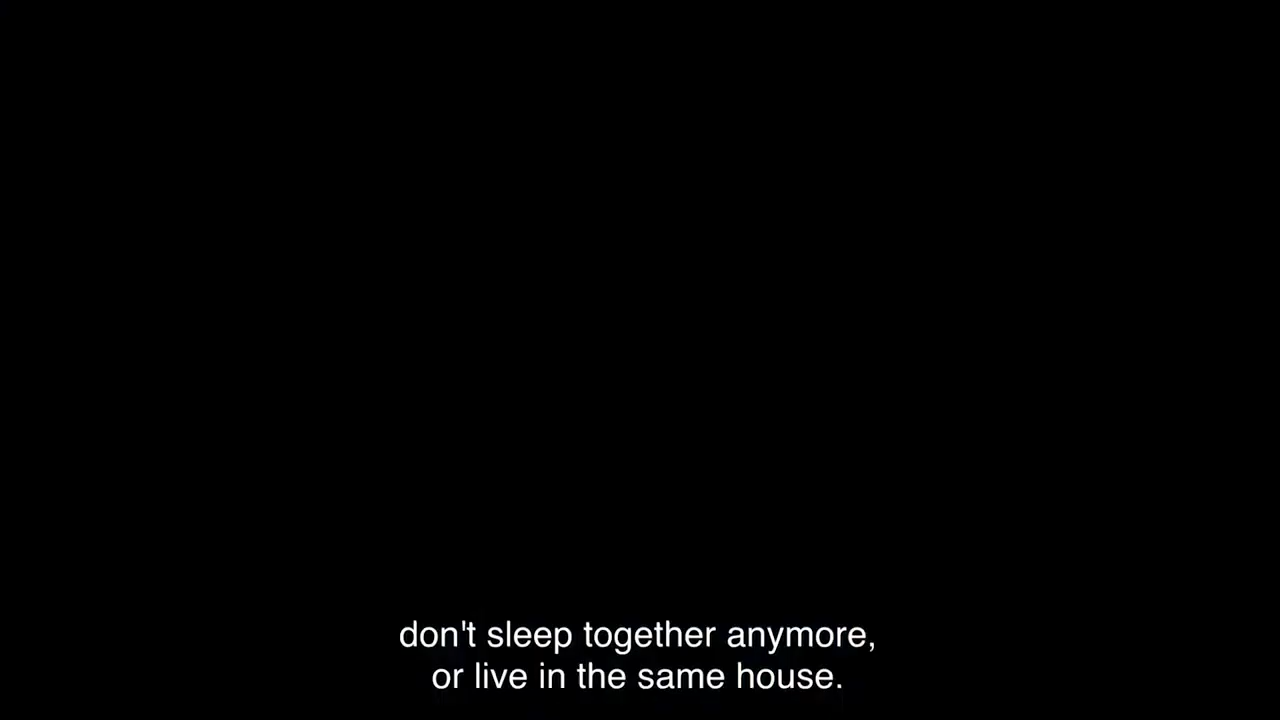 don't sleep together anymore,
or live in the same house.